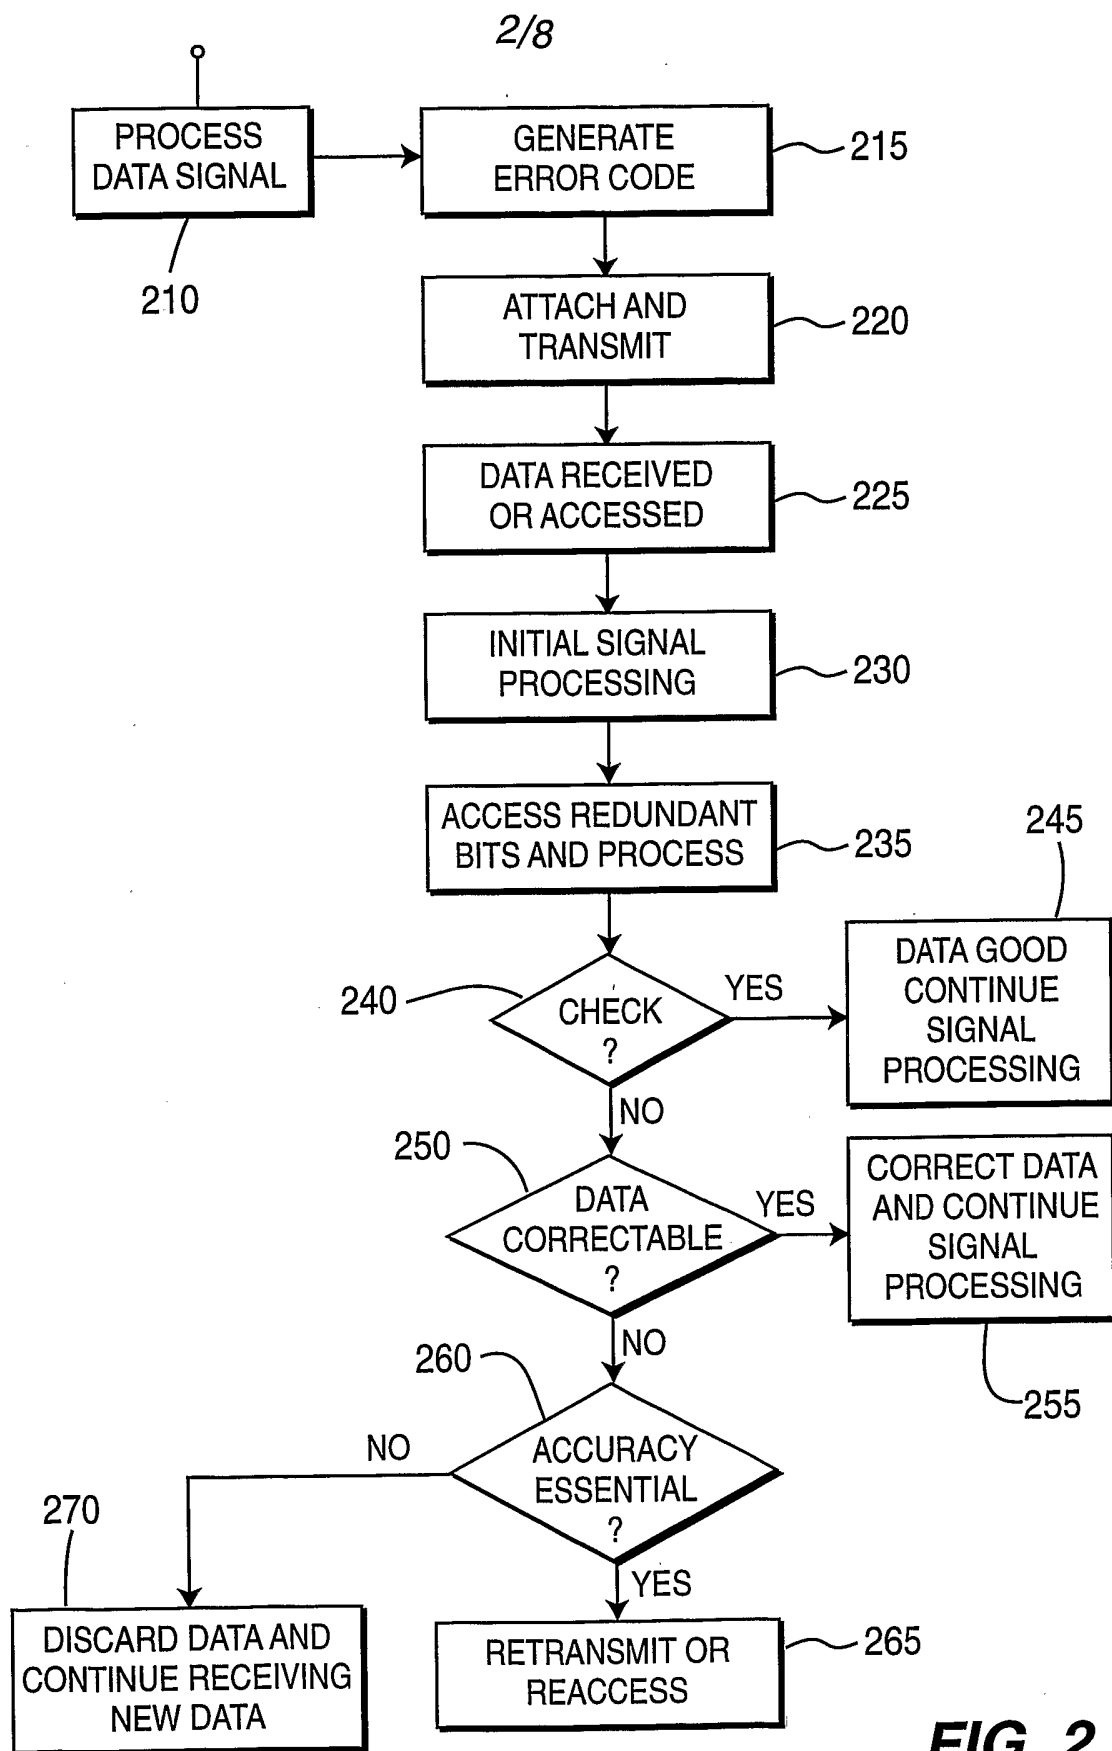 2/8
PROCESS
DATA SIGNAL
210
GENERATE
ERROR CODE
215
ATTACH AND
TRANSMIT
220
DATA RECEIVED
OR ACCESSED
225
INITIAL SIGNAL
PROCESSING
230
ACCESS REDUNDANT
BITS AND PROCESS
235
240
CHECK
?
YES
245
DATA GOOD
CONTINUE
SIGNAL
PROCESSING
NO
250
DATA
CORRECTABLE
?
YES
CORRECT DATA
AND CONTINUE
SIGNAL
PROCESSING
255
NO
260
ACCURACY
ESSENTIAL
?
NO
270
DISCARD DATA AND
CONTINUE RECEIVING
NEW DATA
YES
RETRANSMIT OR
REACCESS
265
FIG. 2